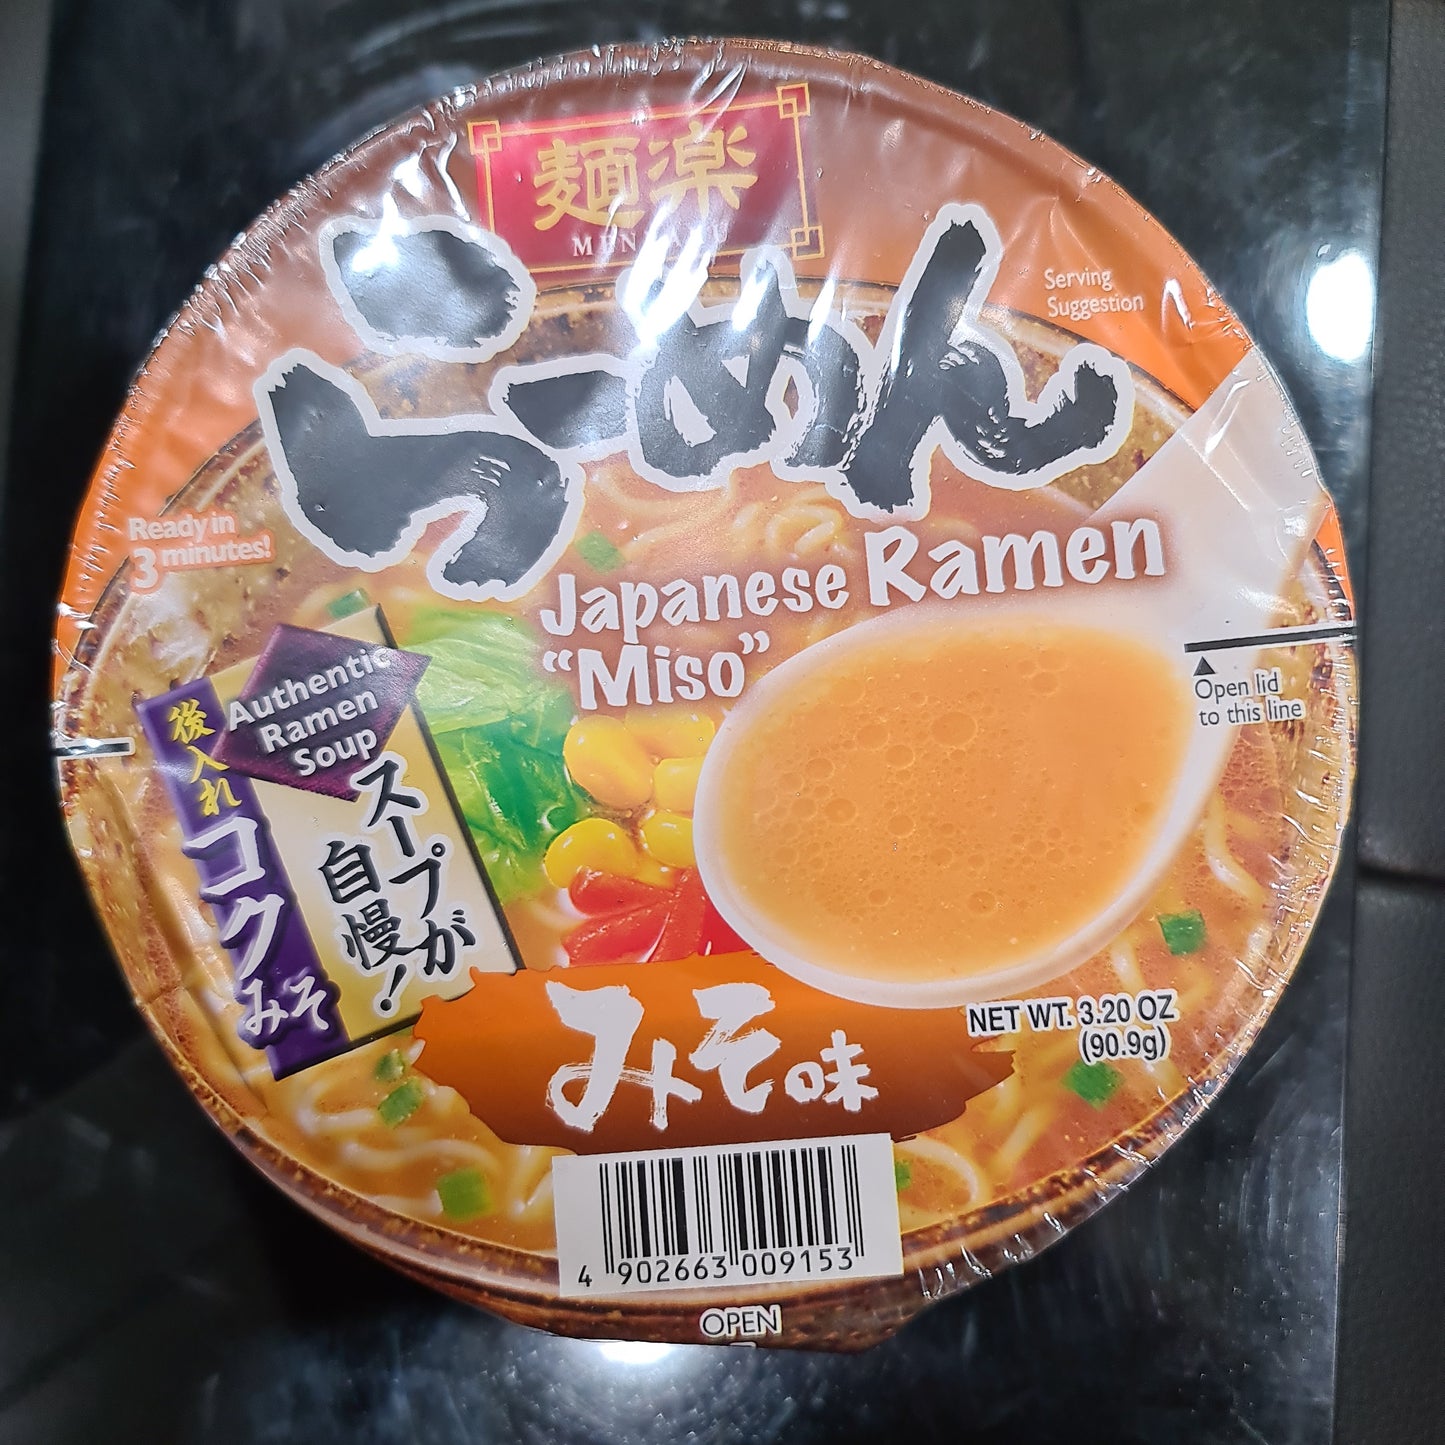 麺楽
らーめん
Serving
Suggestion
Ready in
3 minutes!
Japanese Ramen
“Miso”
Open lid
to this line
Authentic
Ramen
Soup
後入れ
コクみそ
スープが
自慢！
みそ味
NET WT. 3.20 OZ
(90.9g)
4 902663 009153
OPEN